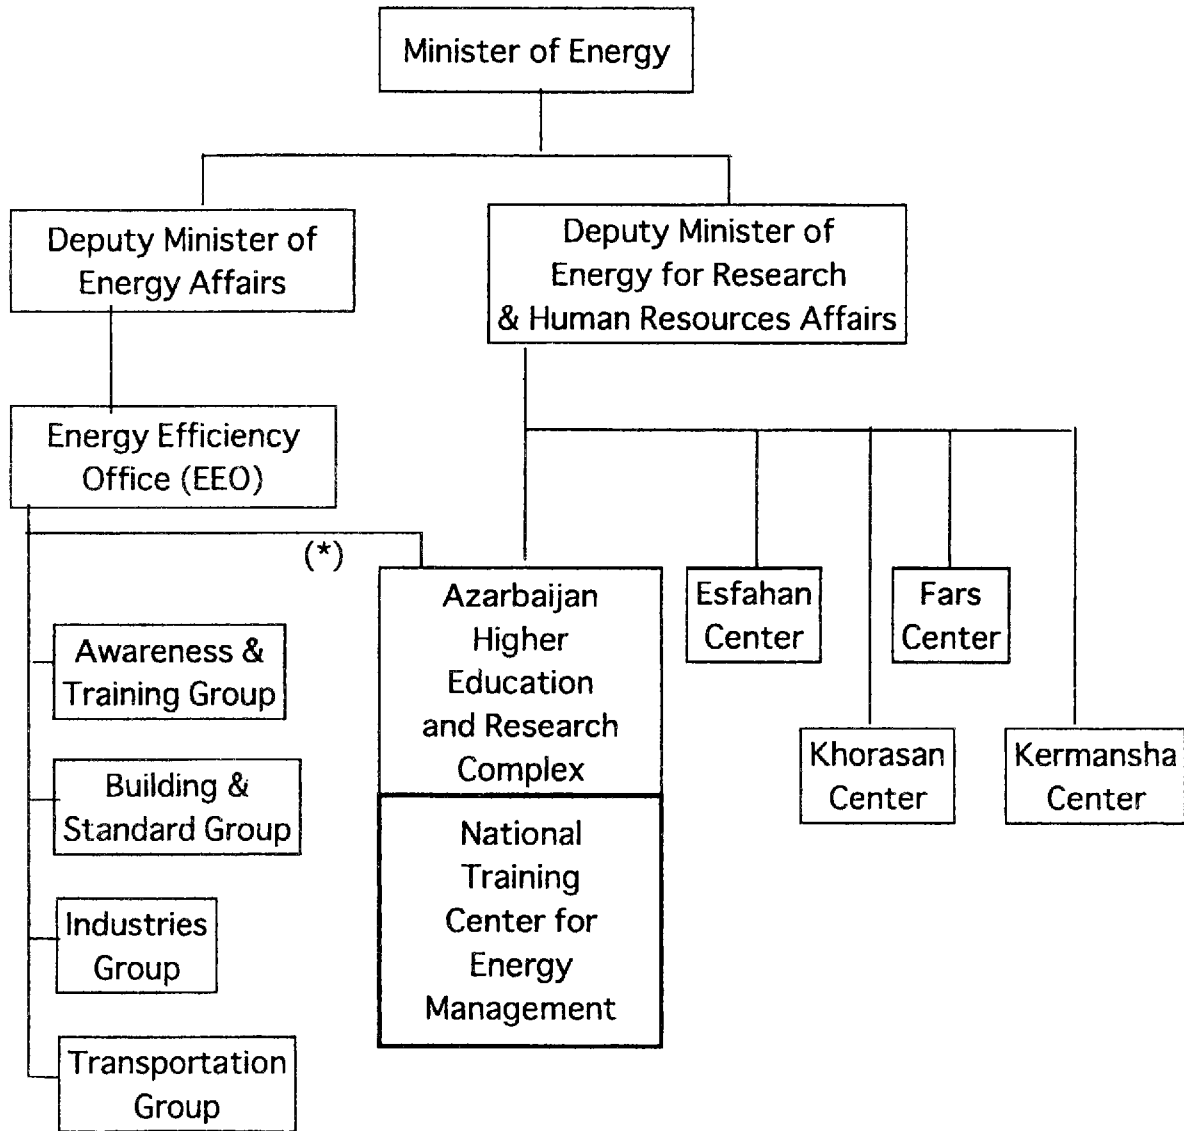 Minister of Energy
Deputy Minister of
Energy Affairs
Deputy Minister of
Energy for Research
& Human Resources Affairs
Energy Efficiency
Office (EEO)
(*)
Azarbaijan
Higher
Education
and Research
Complex
Esfahan
Center
Fars
Center
Awareness &
Training Group
Khorasan
Center
Kermansha
Center
Building &
Standard Group
National
Training
Center for
Energy
Management
Industries
Group
Transportation
Group